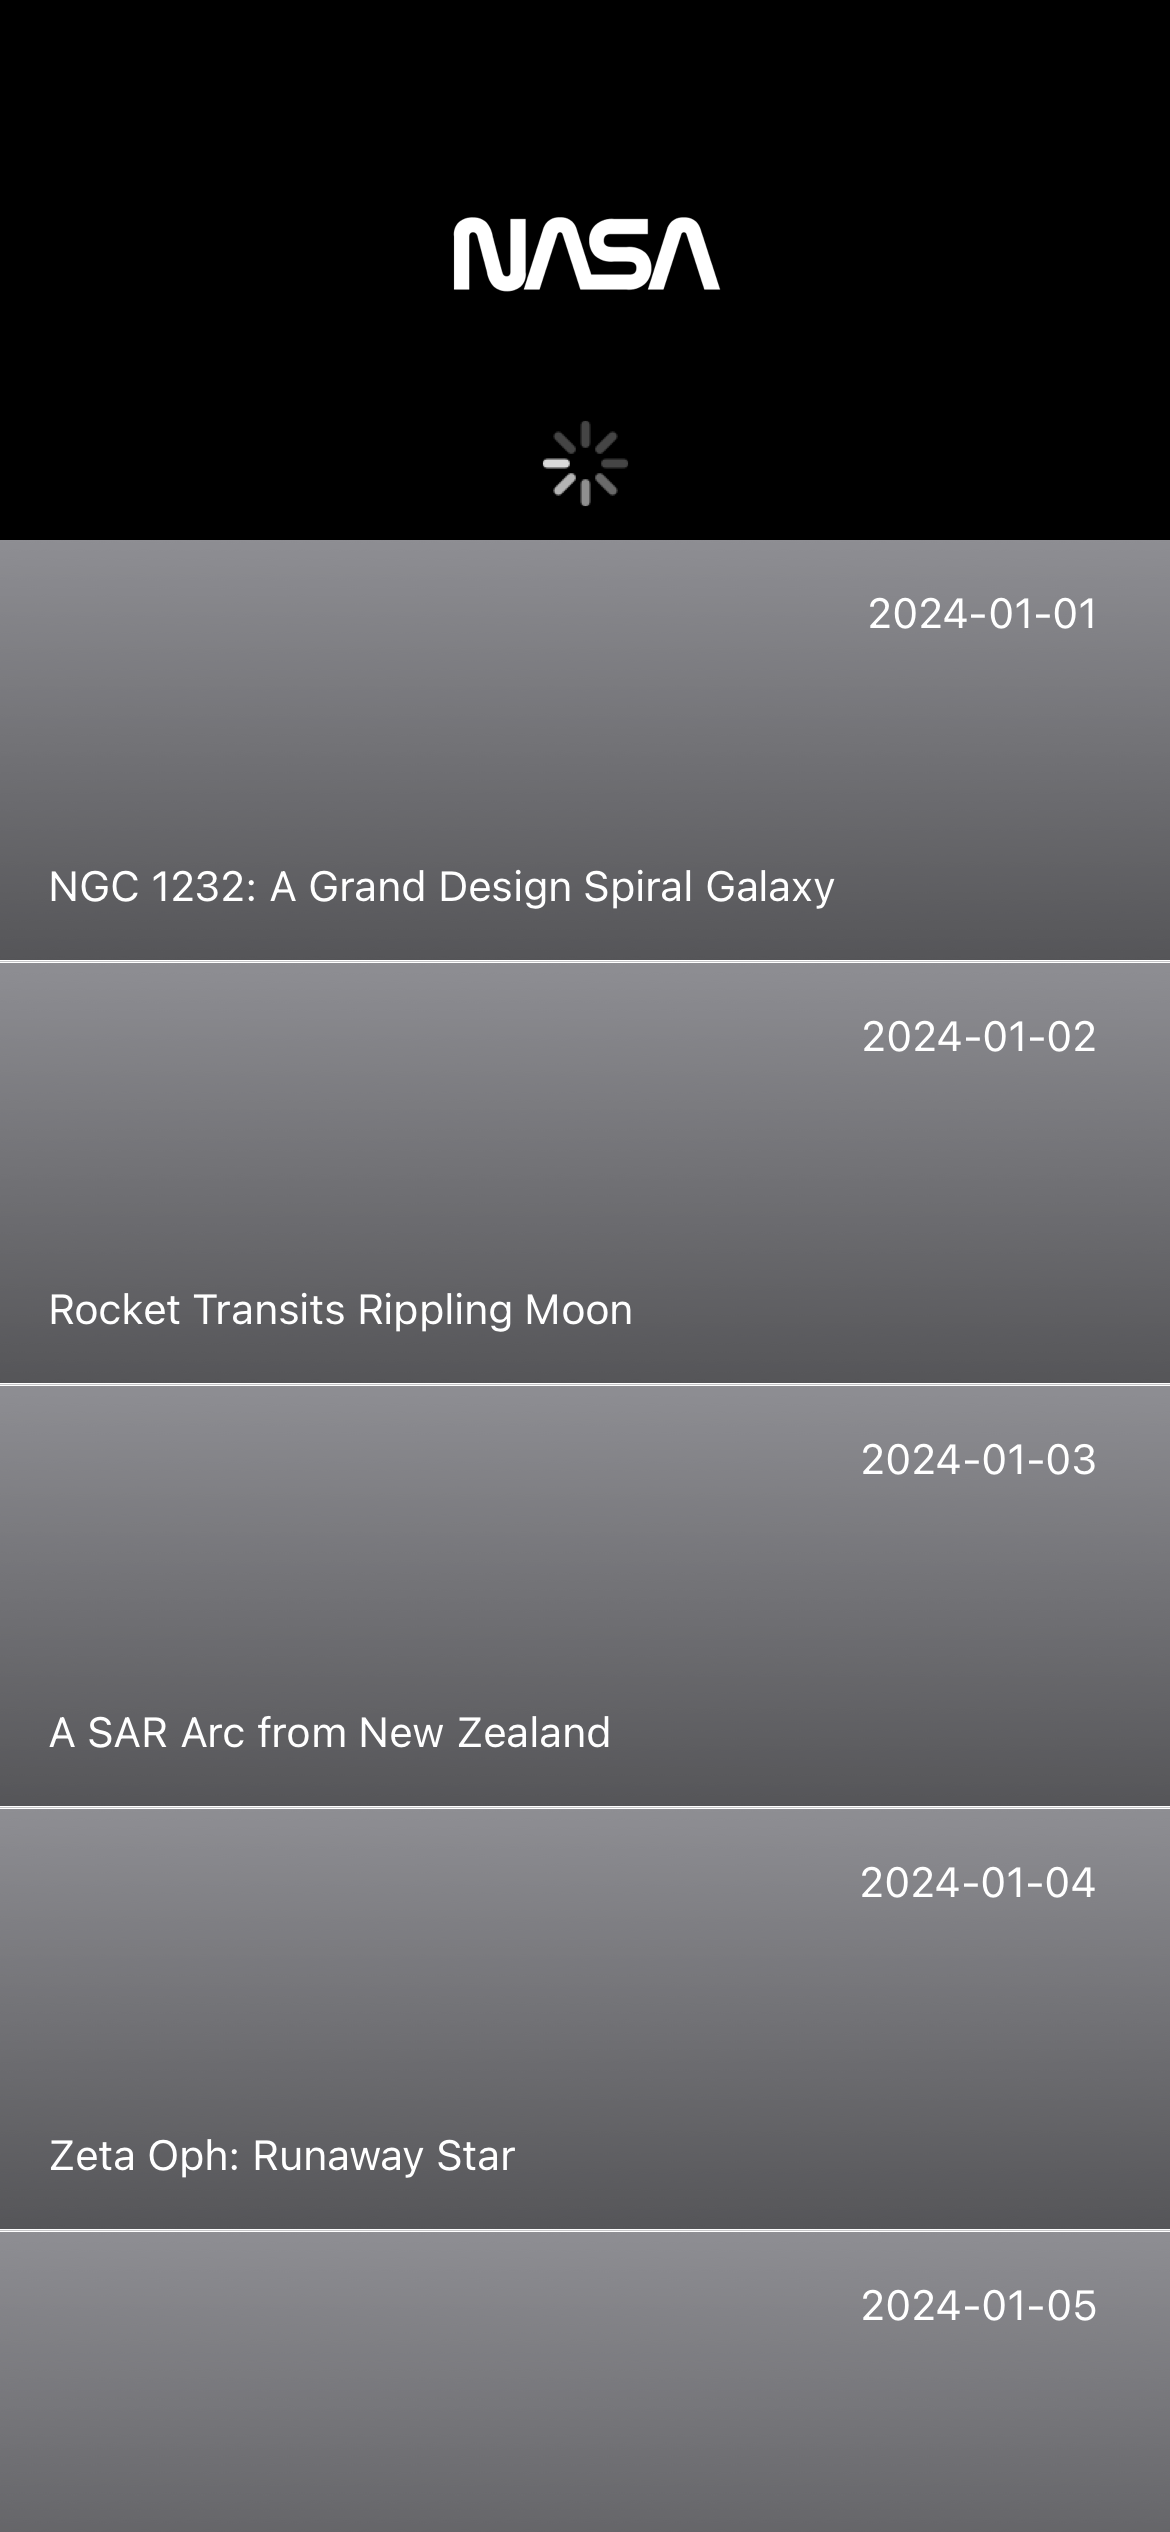 NASA
2024-01-01
NGC 1232: A Grand Design Spiral Galaxy
2024-01-02
Rocket Transits Rippling Moon
2024-01-03
A SAR Arc from New Zealand
2024-01-04
Zeta Oph: Runaway Star
2024-01-05